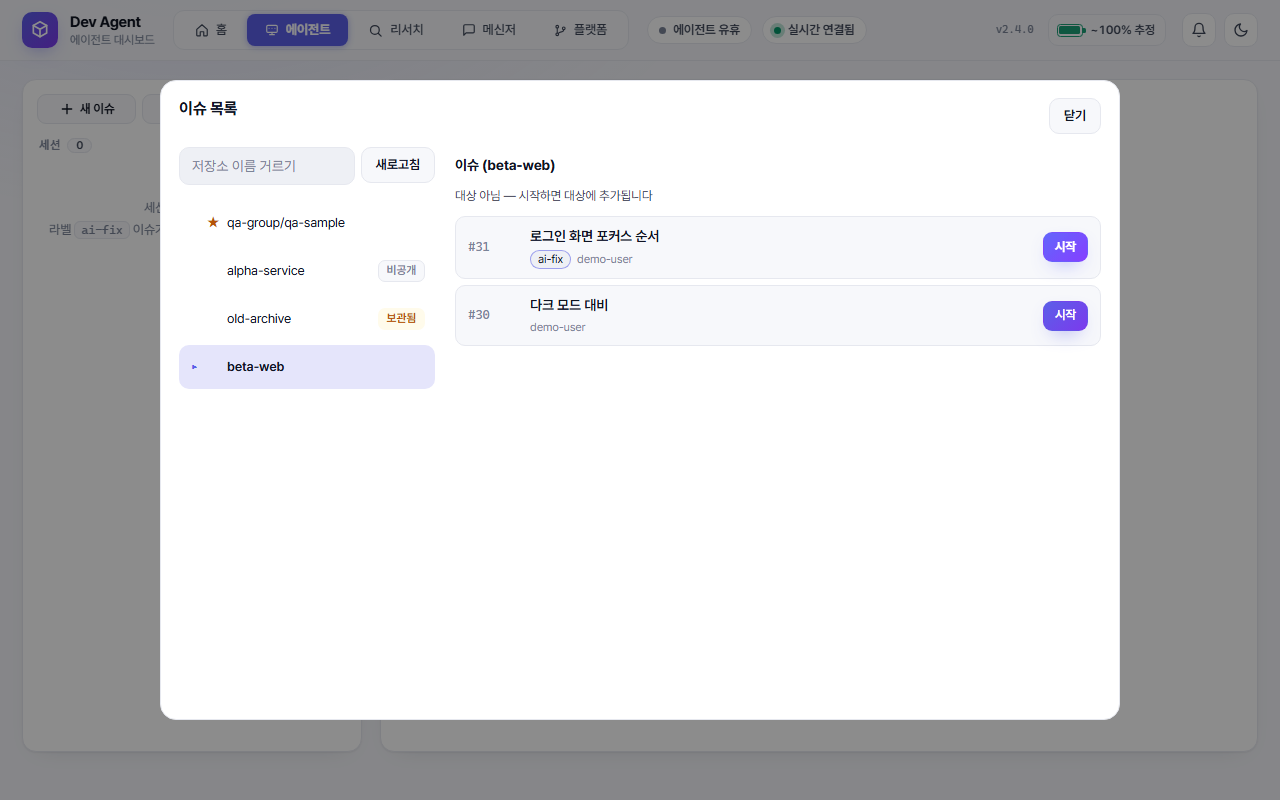 Dev Agent
에이전트 대시보드
홈
에이전트
리서치
메신저
플랫폼
에이전트 유휴
실시간 연결됨
v2.4.0
~100% 추정
+ 새 이슈
세션 0
라벨 ai-fix 이슈
이슈 목록
닫기
저장소 이름 거르기
새로고침
★ qa-group/qa-sample
alpha-service 비공개
old-archive 보관됨
beta-web
이슈 (beta-web)
대상 아님 — 시작하면 대상에 추가됩니다
#31
로그인 화면 포커스 순서
ai-fix demo-user
시작
#30
다크 모드 대비
demo-user
시작